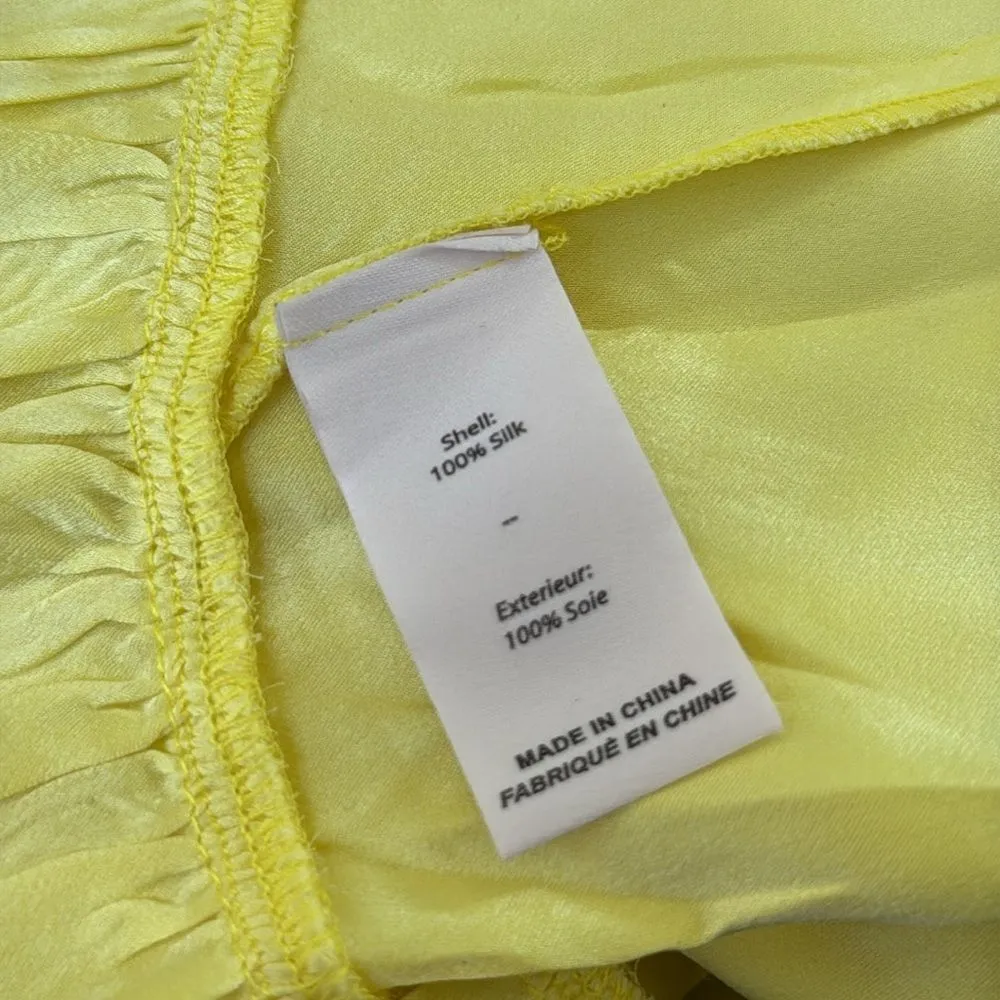 Shell:
100% Silk
-
Exterieur:
100% Soie
MADE IN CHINA
FABRIQUÈ EN CHINE